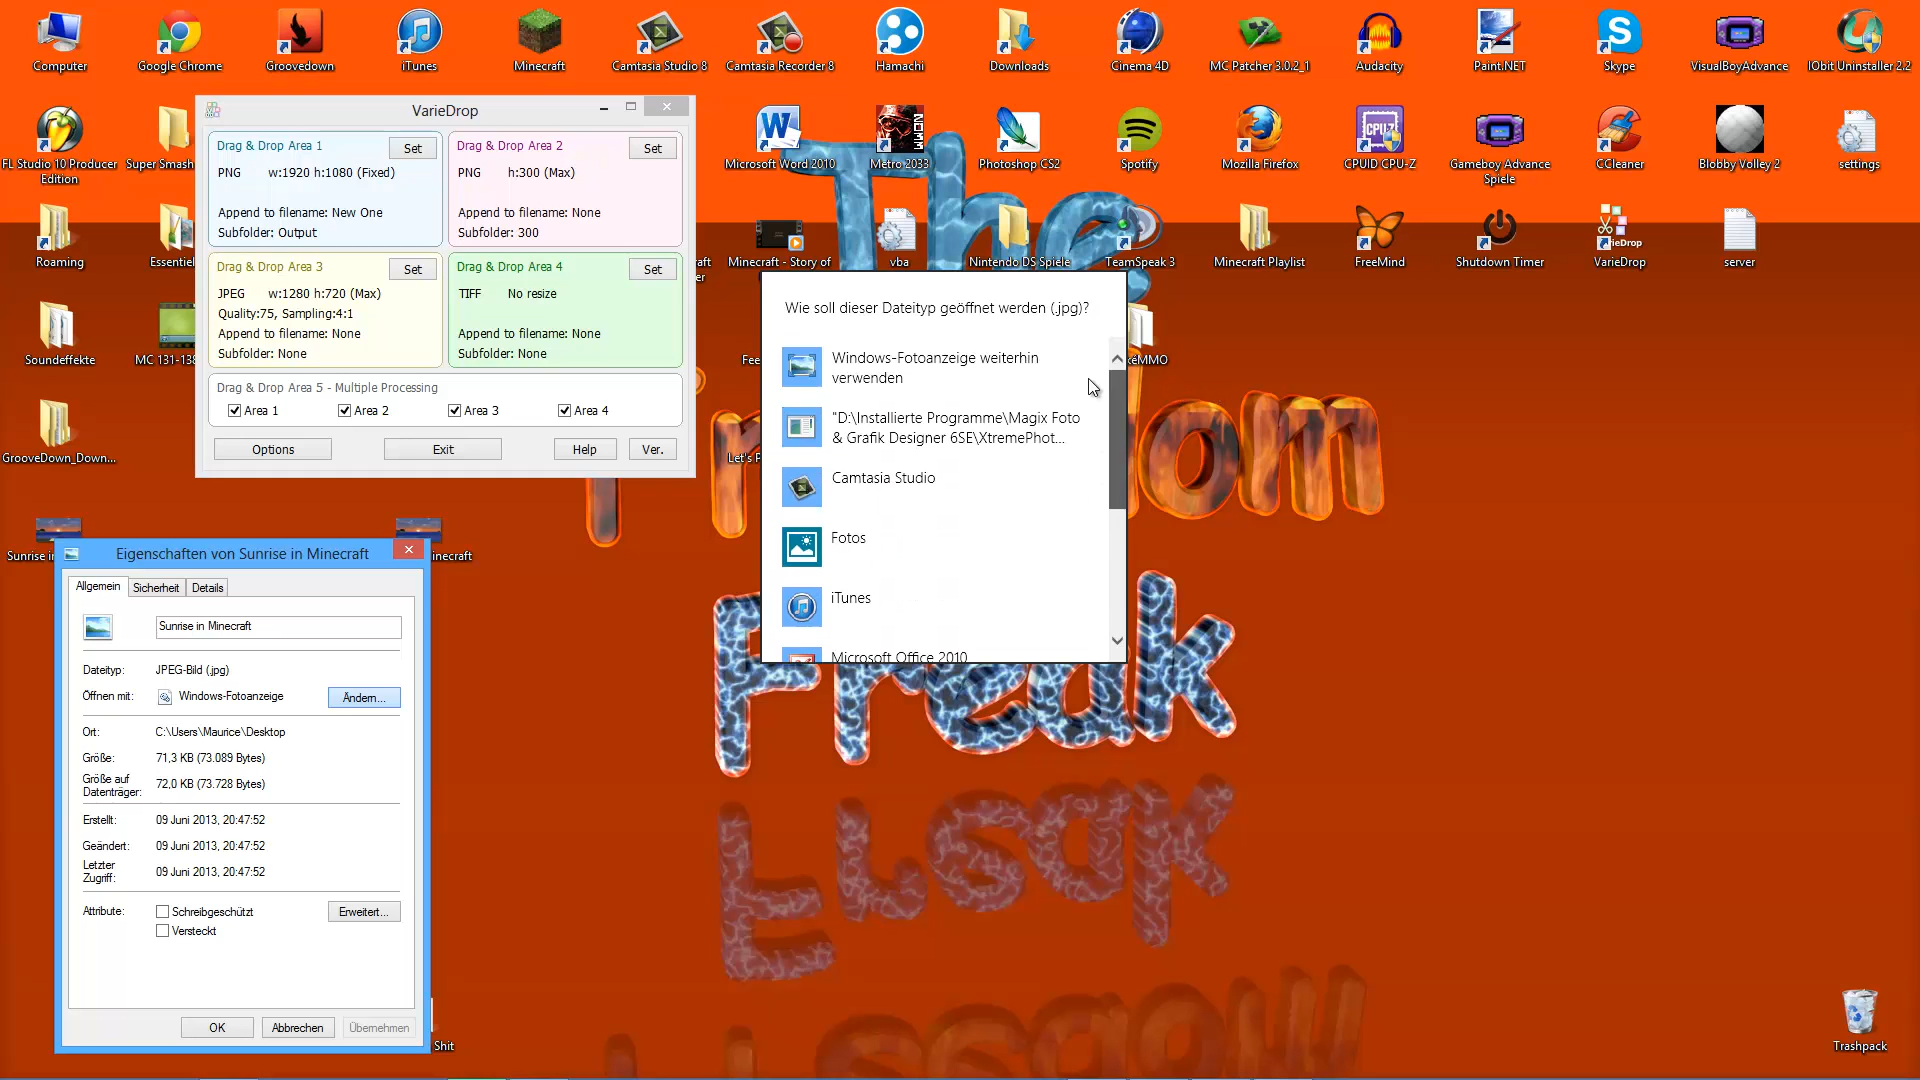 Computer
Google Chrome
Groovedown
iTunes
Minecraft
Camtasia Studio 8
Camtasia Recorder 8
Hamachi
Downloads
Cinema 4D
MC Patcher 3.0.2_1
Audacity
Paint.NET
Skype
VisualBoyAdvance
IObit Uninstaller 2.2
FL Studio 10 Producer
Edition
Super Smash
Microsoft Word 2010
Metro 2033
Photoshop CS2
Spotify
Mozilla Firefox
CPUID CPU-Z
Gameboy Advance
Spiele
CCleaner
Blobby Volley 2
settings
Roaming
Essentiel
Minecraft - Story of
vba
Nintendo DS Spiele
TeamSpeak 3
Minecraft Playlist
FreeMind
Shutdown Timer
VarieDrop
server
Soundeffekte
MC 131-138
Fee
keMMO
GrooveDown_Down...
Let's P
Sunrise in
inecraft
Shit
Trashpack
The
Freak
VarieDrop
Drag & Drop Area 1
Set
PNG w:1920 h:1080 (Fixed)
Append to filename: New One
Subfolder: Output
Drag & Drop Area 2
Set
PNG h:300 (Max)
Append to filename: None
Subfolder: 300
Drag & Drop Area 3
Set
JPEG w:1280 h:720 (Max)
Quality:75, Sampling:4:1
Append to filename: None
Subfolder: None
Drag & Drop Area 4
Set
TIFF No resize
Append to filename: None
Subfolder: None
Drag & Drop Area 5 - Multiple Processing
Area 1 Area 2 Area 3 Area 4
Options Exit Help Ver.
Wie soll dieser Dateityp geöffnet werden (.jpg)?
Windows-Fotoanzeige weiterhin
verwenden
"D:\Installierte Programme\Magix Foto
& Grafik Designer 6SE\XtremePhot...
Camtasia Studio
Fotos
iTunes
Microsoft Office 2010
Eigenschaften von Sunrise in Minecraft
Allgemein Sicherheit Details
Sunrise in Minecraft
Dateityp: JPEG-Bild (.jpg)
Öffnen mit: Windows-Fotoanzeige Ändern...
Ort: C:\Users\Maurice\Desktop
Größe: 71,3 KB (73.089 Bytes)
Größe auf
Datenträger: 72,0 KB (73.728 Bytes)
Erstellt: 09 Juni 2013, 20:47:52
Geändert: 09 Juni 2013, 20:47:52
Letzter
Zugriff: 09 Juni 2013, 20:47:52
Attribute: Schreibgeschützt Erweitert...
Versteckt
OK Abbrechen Übernehmen